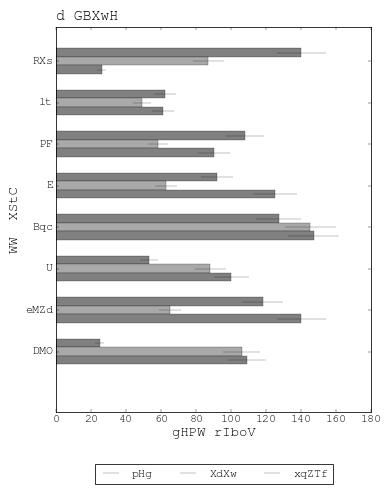 d GBXwH
RXs
lt
PF
E
Bqc
U
eMZd
DMO
WW XStC
0 20 40 60 80 100 120 140 160 180
gHPW rIboV
pHg XdXw xqZTf